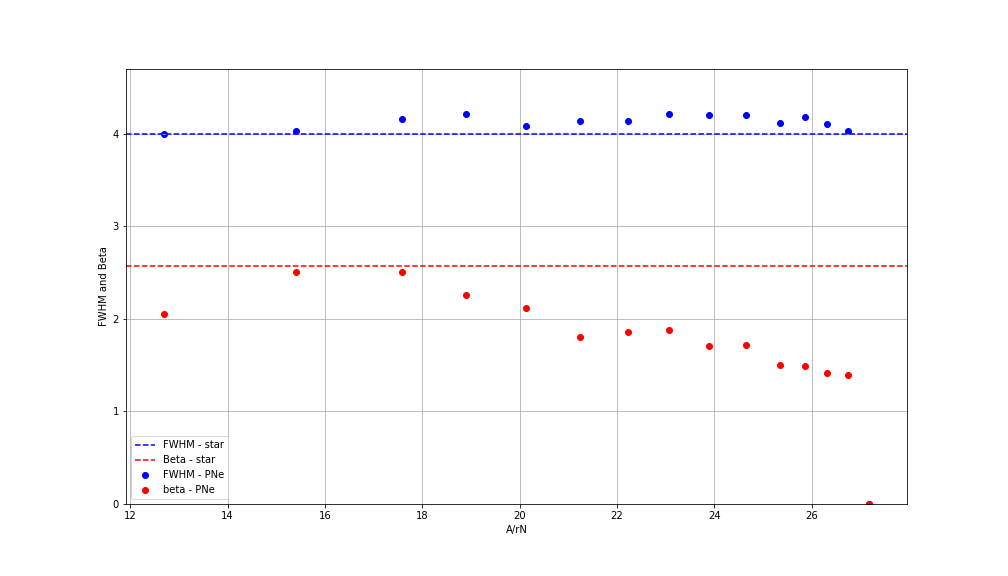 4
3
2
1
0
FWHM and Beta
FWHM - star
Beta - star
FWHM - PNe
beta - PNe
12 14 16 18 20 22 24 26
A/rN